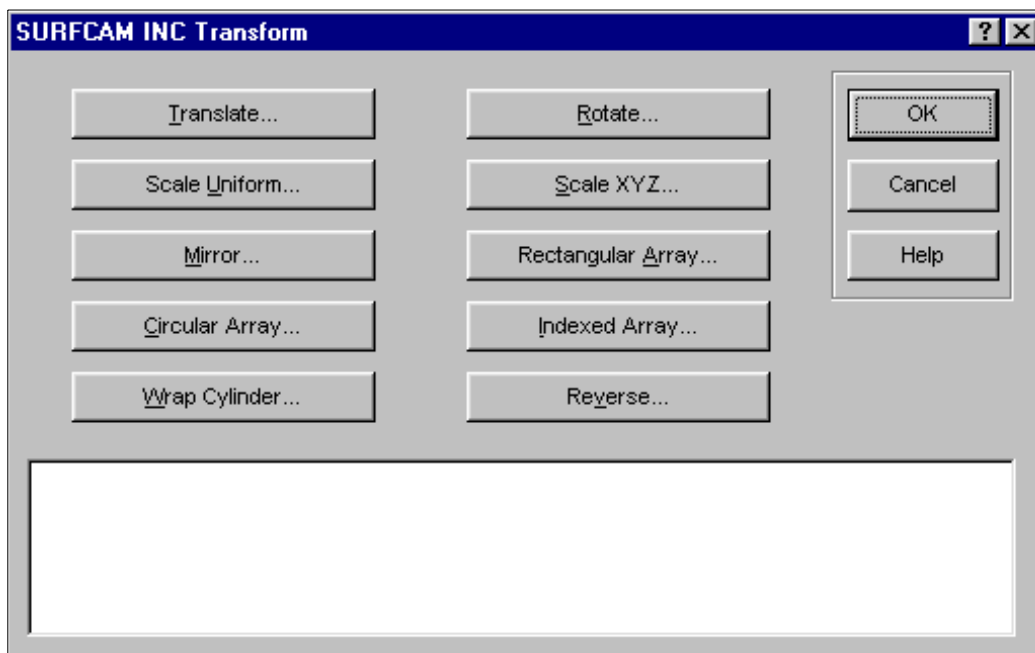 SURFCAM INC Transform
?
Translate... Rotate... OK
Scale Uniform... Scale XYZ... Cancel
Mirror... Rectangular Array... Help
Circular Array... Indexed Array...
Wrap Cylinder... Reverse...